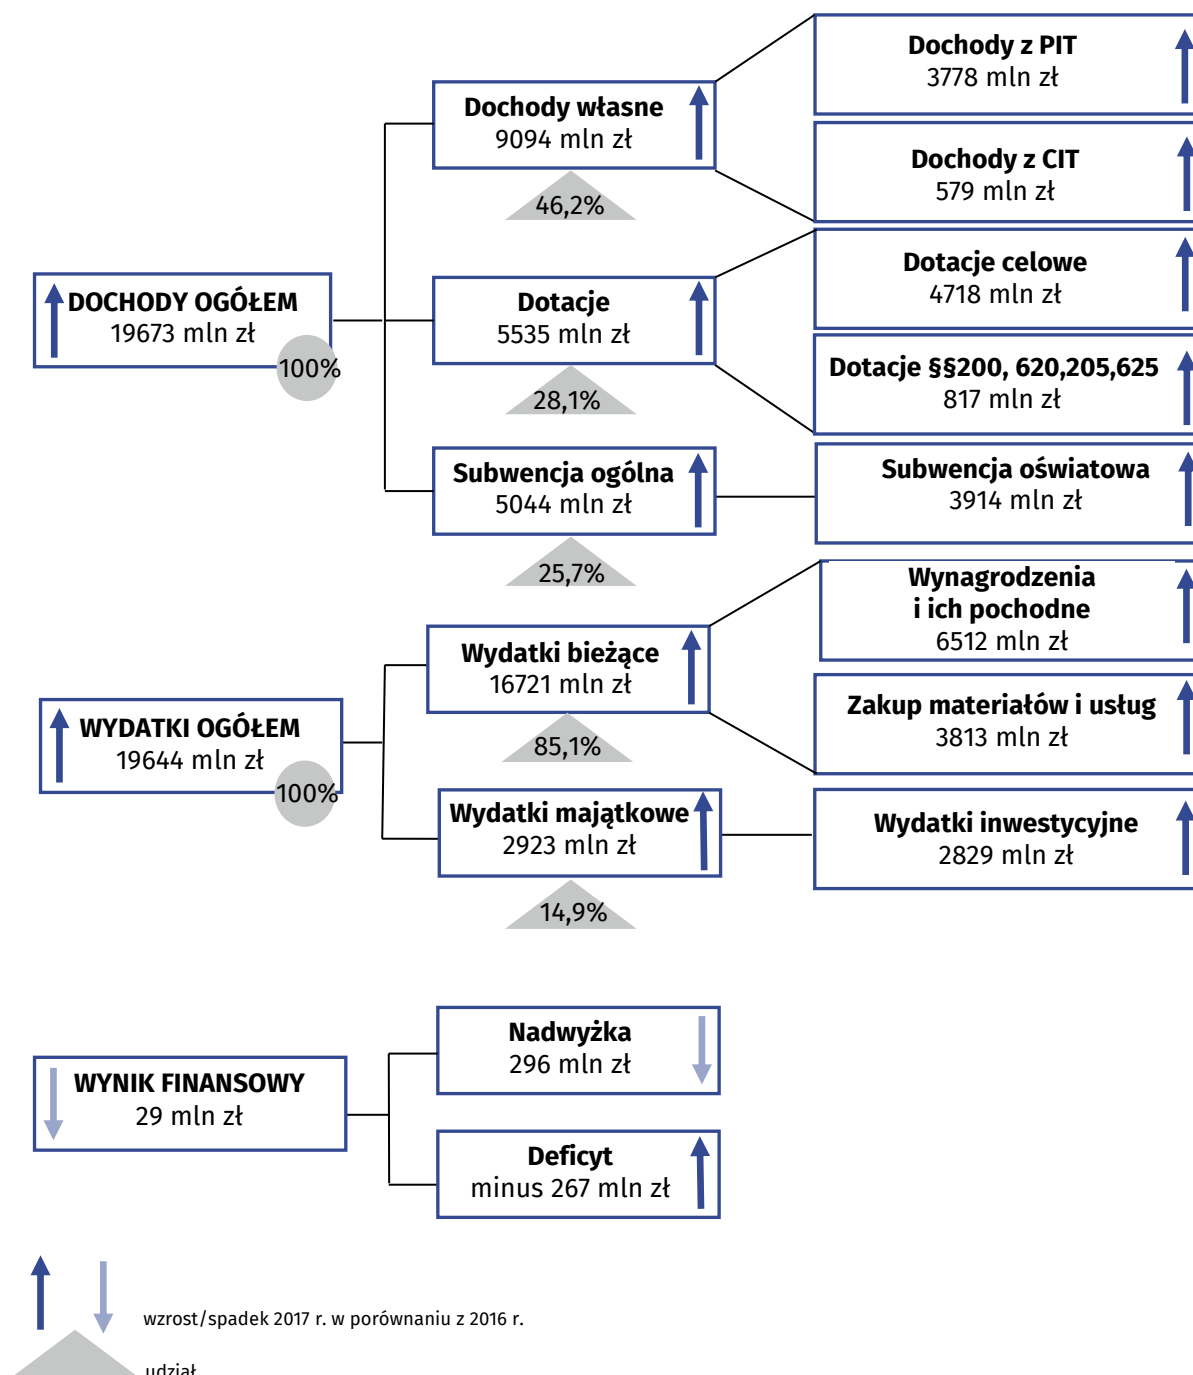 Dochody z PIT
3778 mln zł
Dochody własne
9094 mln zł
46,2%
Dochody z CIT
579 mln zł
DOCHODY OGÓŁEM
19673 mln zł
100%
Dotacje
5535 mln zł
28,1%
Dotacje celowe
4718 mln zł
Dotacje §§200, 620,205,625
817 mln zł
Subwencja ogólna
5044 mln zł
25,7%
Subwencja oświatowa
3914 mln zł
WYDATKI OGÓŁEM
19644 mln zł
100%
Wydatki bieżące
16721 mln zł
85,1%
Wynagrodzenia
i ich pochodne
6512 mln zł
Zakup materiałów i usług
3813 mln zł
Wydatki majątkowe
2923 mln zł
14,9%
Wydatki inwestycyjne
2829 mln zł
WYNIK FINANSOWY
29 mln zł
Nadwyżka
296 mln zł
Deficyt
minus 267 mln zł
wzrost/spadek 2017 r. w porównaniu z 2016 r.
udział